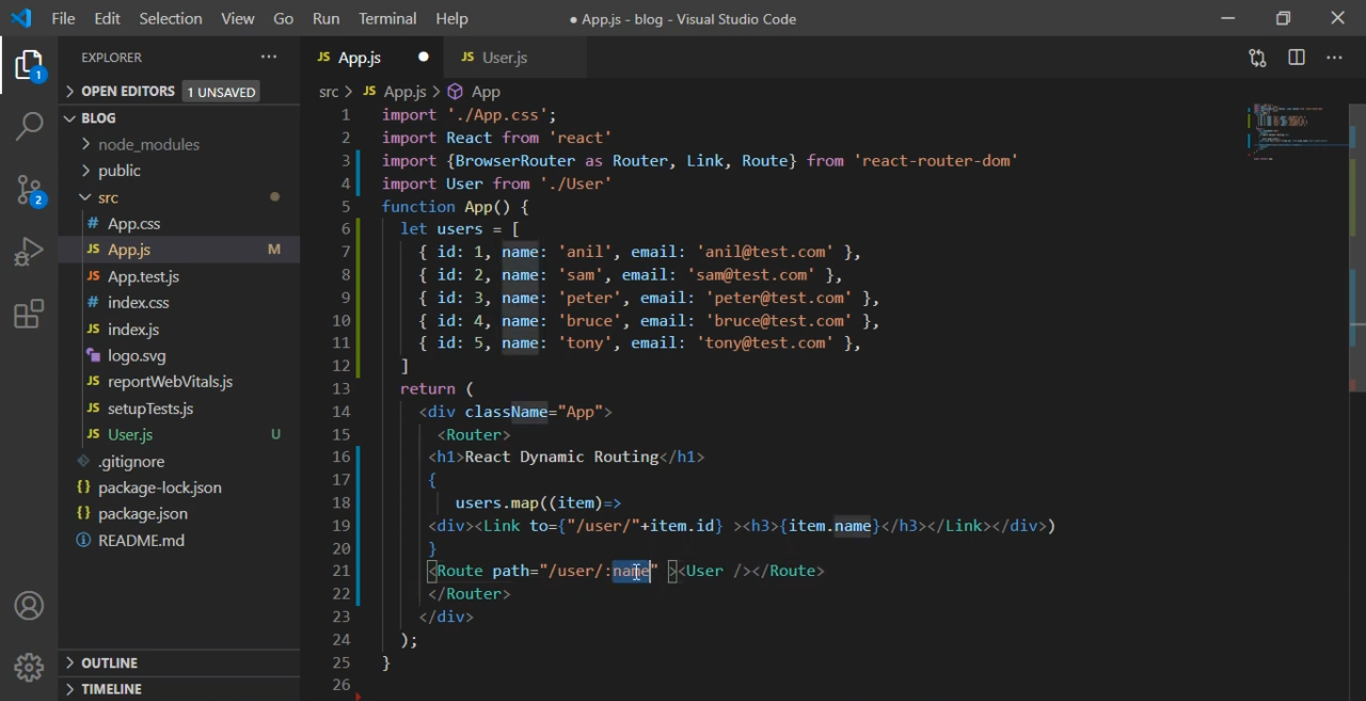 File Edit Selection View Go Run Terminal Help ● App.js - blog - Visual Studio Code
EXPLORER ···
JS App.js ●
JS User.js
> OPEN EDITORS 1 UNSAVED
BLOG
> node_modules
> public
src
# App.css
JS App.js M
JS App.test.js
# index.css
JS index.js
logo.svg
JS reportWebVitals.js
JS setupTests.js
JS User.js U
.gitignore
{} package-lock.json
{} package.json
README.md
> OUTLINE
> TIMELINE
1
2
src > JS App.js > App
1 import './App.css';
2 import React from 'react'
3 import {BrowserRouter as Router, Link, Route} from 'react-router-dom'
4 import User from './User'
5 function App() {
6 let users = [
7 { id: 1, name: 'anil', email: 'anil@test.com' },
8 { id: 2, name: 'sam', email: 'sam@test.com' },
9 { id: 3, name: 'peter', email: 'peter@test.com' },
10 { id: 4, name: 'bruce', email: 'bruce@test.com' },
11 { id: 5, name: 'tony', email: 'tony@test.com' },
12 ]
13 return (
14 <div className="App">
15 <Router>
16 <h1>React Dynamic Routing</h1>
17 {
18 users.map((item)=>
19 <div><Link to={"/user/"+item.id} ><h3>{item.name}</h3></Link></div>)
20 }
21 <Route path="/user/:name" ><User /></Route>
22 </Router>
23 </div>
24 );
25 }
26